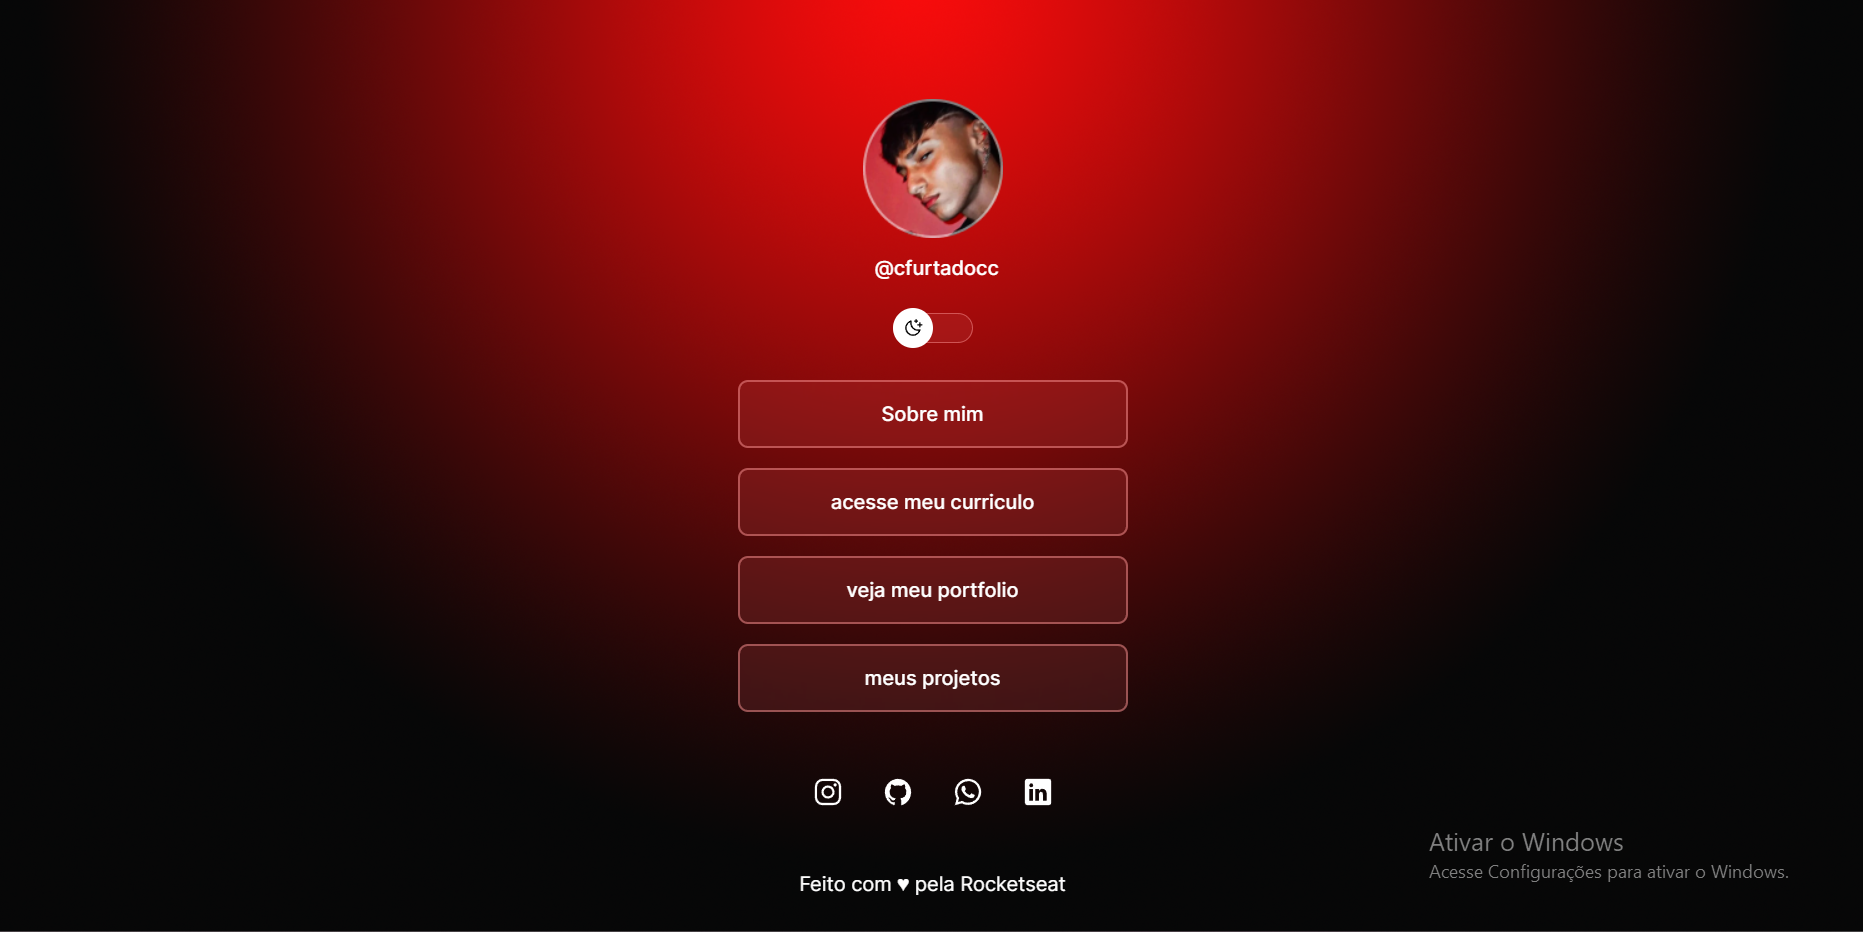 @cfurtadocc
Sobre mim
acesse meu curriculo
veja meu portfolio
meus projetos
Feito com ♥ pela Rocketseat
Ativar o Windows
Acesse Configurações para ativar o Windows.